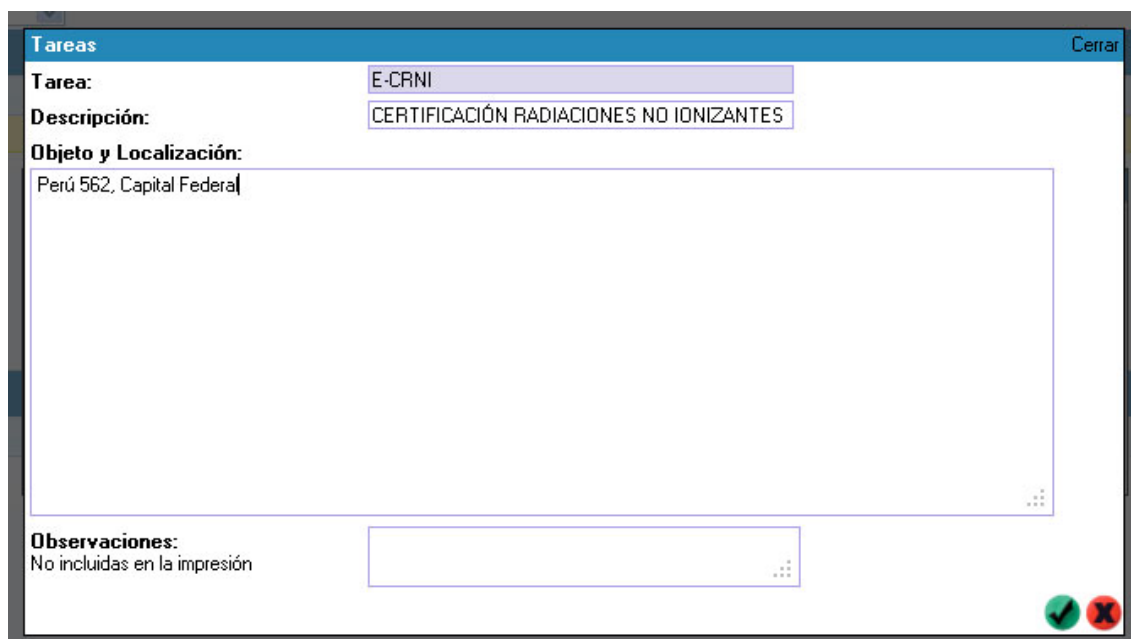 Tareas Cerrar
Tarea: E-CRNI
Descripción: CERTIFICACIÓN RADIACIONES NO IONIZANTES
Objeto y Localización:
Perú 562, Capital Federal
Observaciones:
No incluidas en la impresión